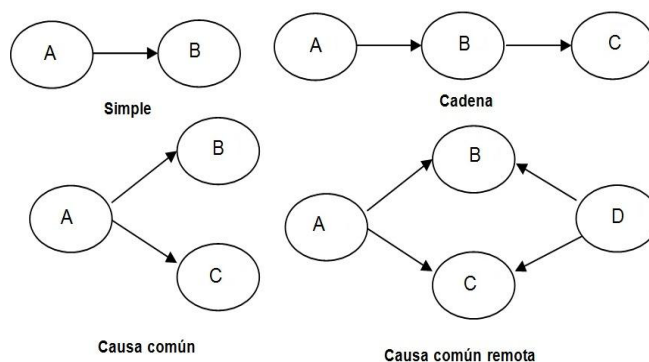 A B
Simple
A B C
Cadena
B
A
C
Causa común
B
A D
C
Causa común remota